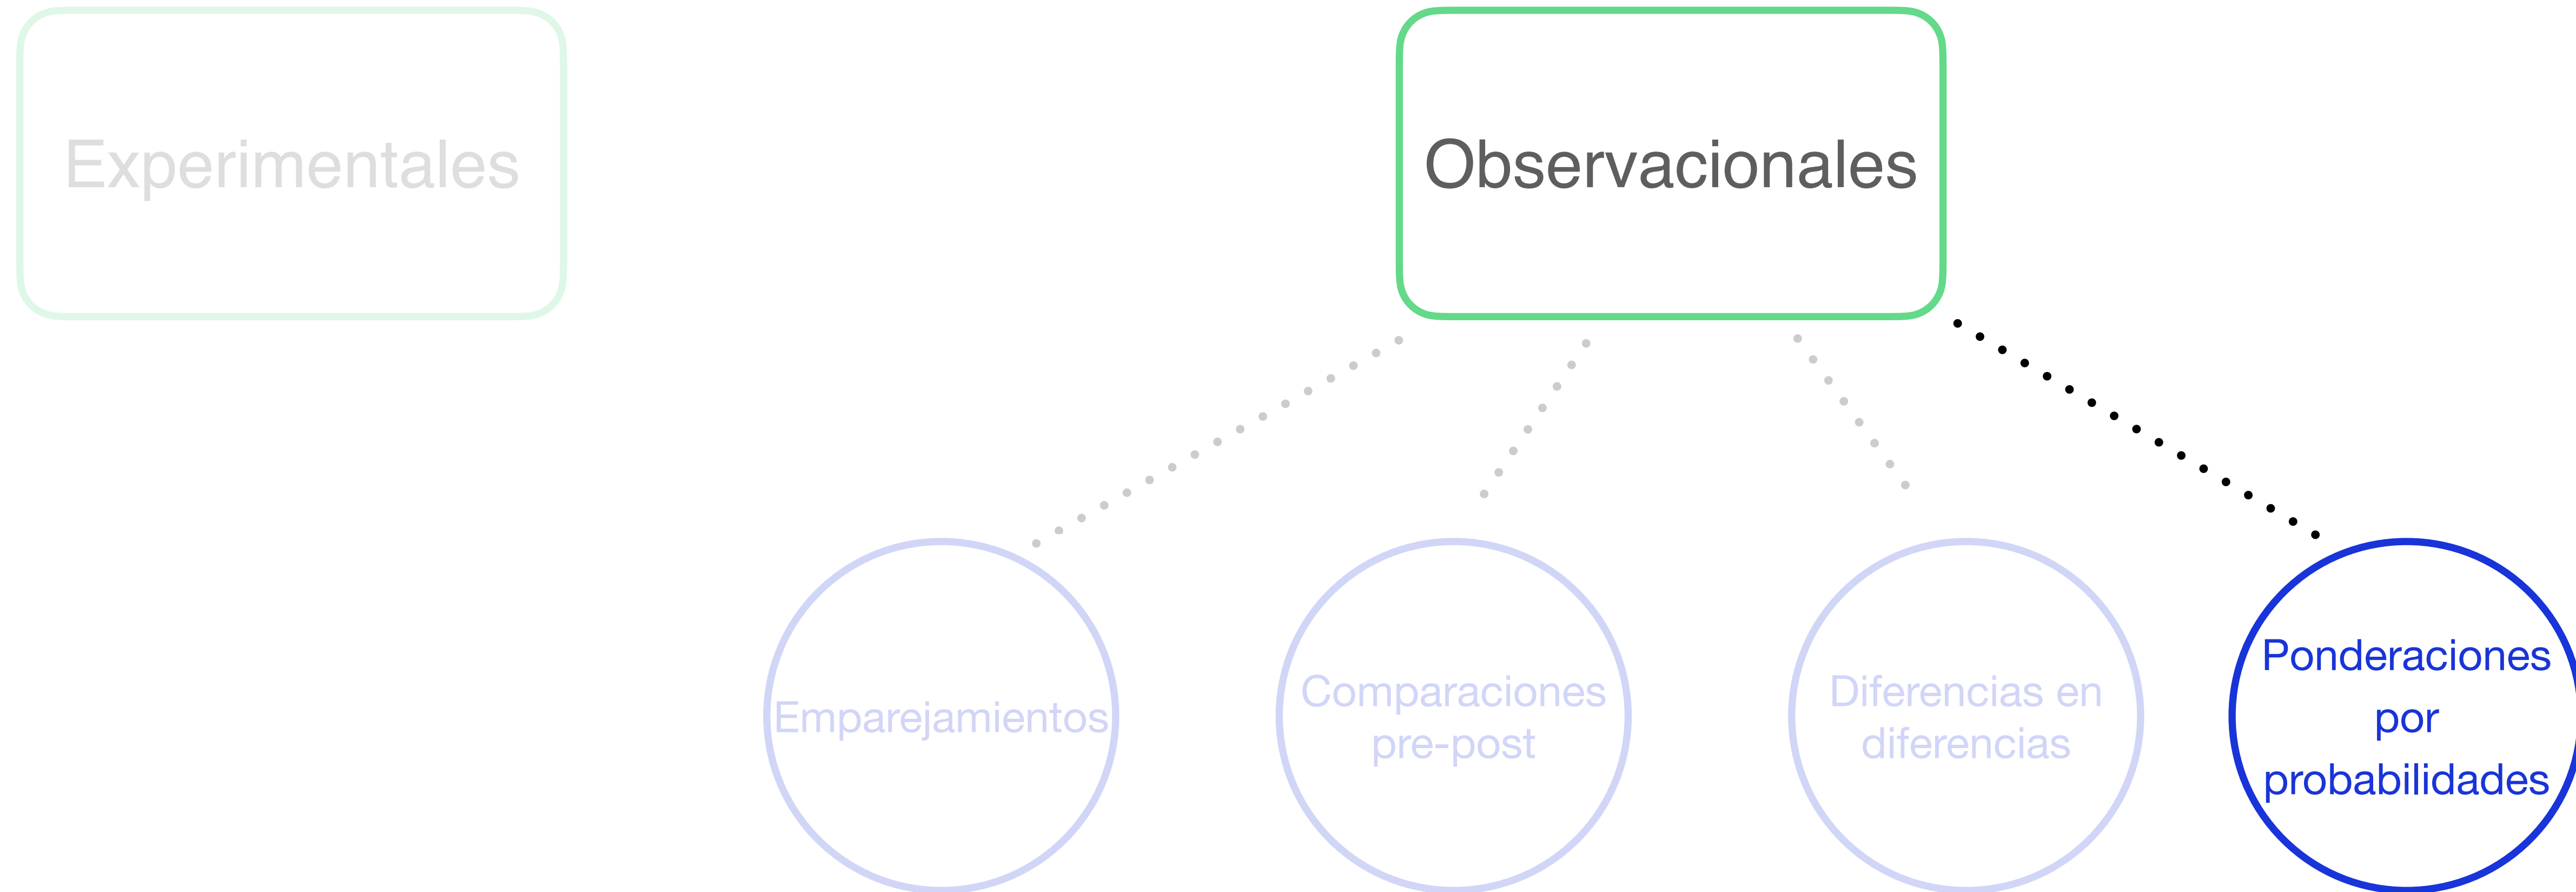 Experimentales
Observacionales
Emparejamientos
Comparaciones
pre-post
Diferencias en
diferencias
Ponderaciones
por
probabilidades